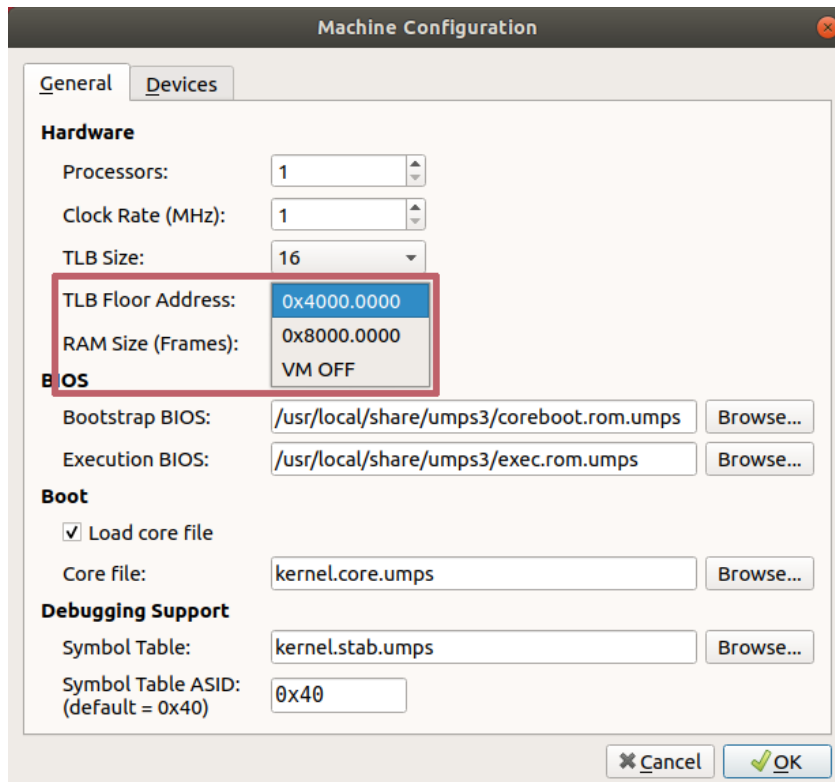 Machine Configuration
General Devices
Hardware
Processors: 1
Clock Rate (MHz): 1
TLB Size: 16
TLB Floor Address: 0x4000.0000
0x8000.0000
RAM Size (Frames):
VM OFF
BIOS
Bootstrap BIOS: /usr/local/share/umps3/coreboot.rom.umps Browse...
Execution BIOS: /usr/local/share/umps3/exec.rom.umps Browse...
Boot
Load core file
Core file: kernel.core.umps Browse...
Debugging Support
Symbol Table: kernel.stab.umps Browse...
Symbol Table ASID:
(default = 0x40) 0x40
Cancel OK